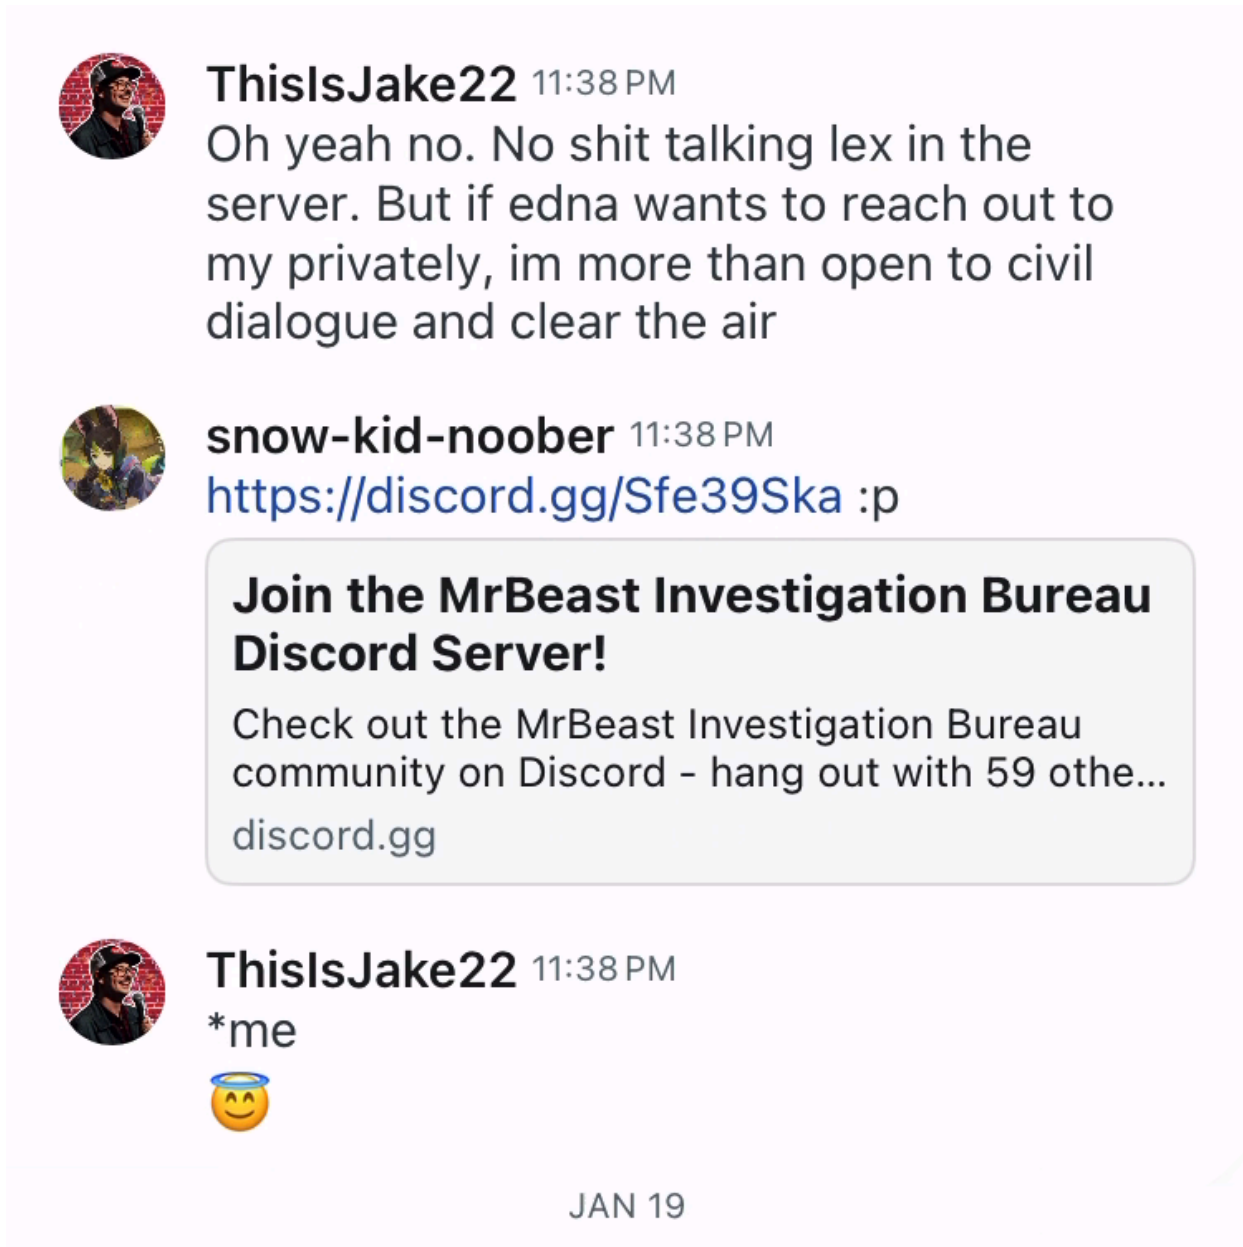 ThisIsJake22 11:38 PM
Oh yeah no. No shit talking lex in the
server. But if edna wants to reach out to
my privately, im more than open to civil
dialogue and clear the air
snow-kid-noober 11:38 PM
https://discord.gg/Sfe39Ska :p
Join the MrBeast Investigation Bureau
Discord Server!
Check out the MrBeast Investigation Bureau
community on Discord - hang out with 59 othe...
discord.gg
ThisIsJake22 11:38 PM
*me
😇
JAN 19